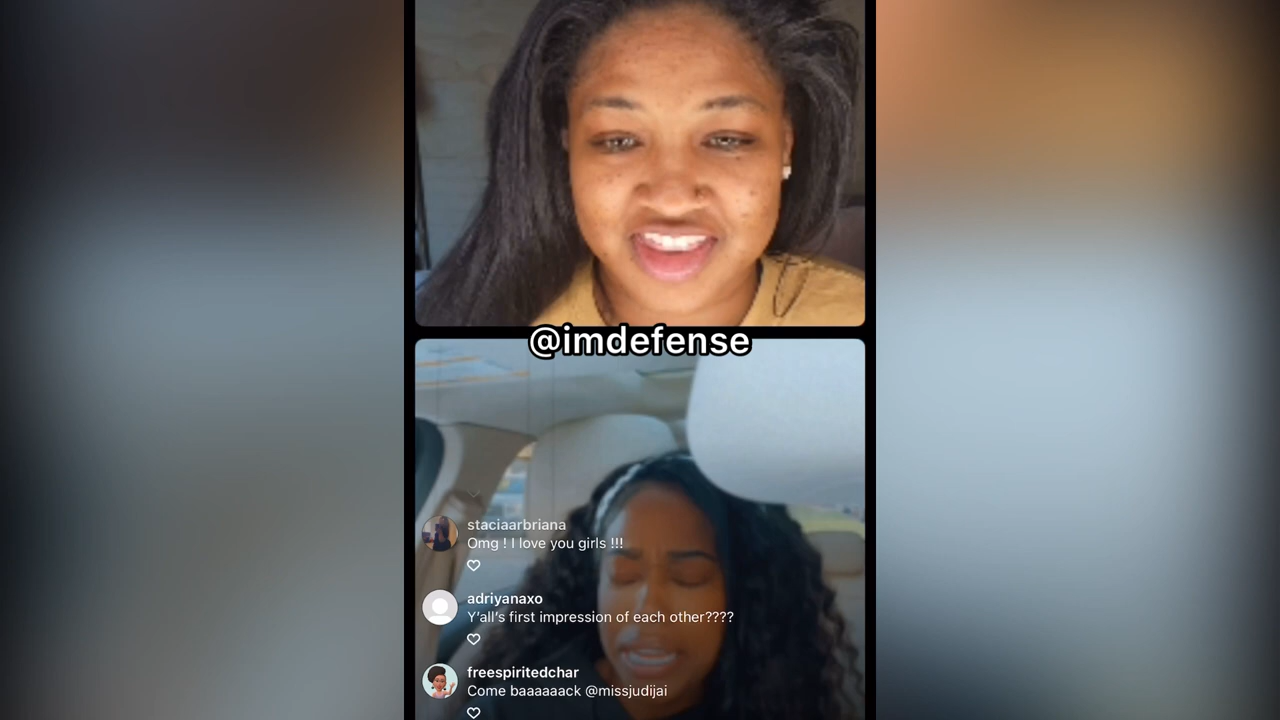 @imdefense
staciaarbriana
Omg ! I love you girls !!!
adriyanaxo
Y'all's first impression of each other????
freespiritedchar
Come baaaaaack @missjudijai